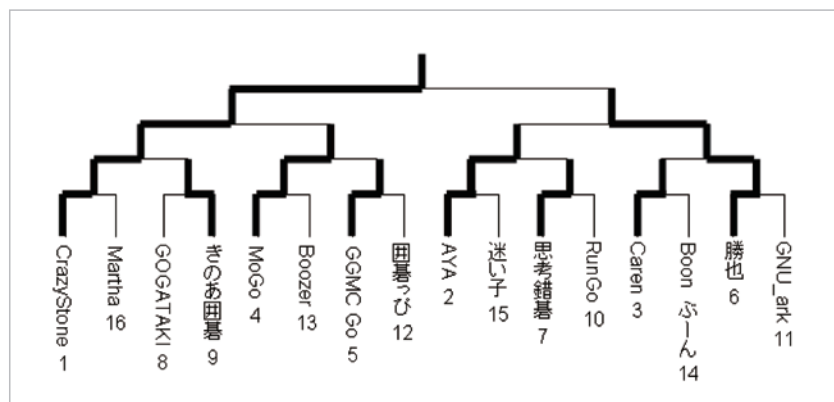 CrazyStone 1
Martha 16
GOGATAKI 8
きのあ囲碁 9
MoGo 4
Boozer 13
GGMC Go 5
囲碁っぴ 12
AYA 2
迷い子 15
思考錯碁 7
RunGo 10
Caren 3
Boon ぶーん 14
勝也 6
GNU_ark 11